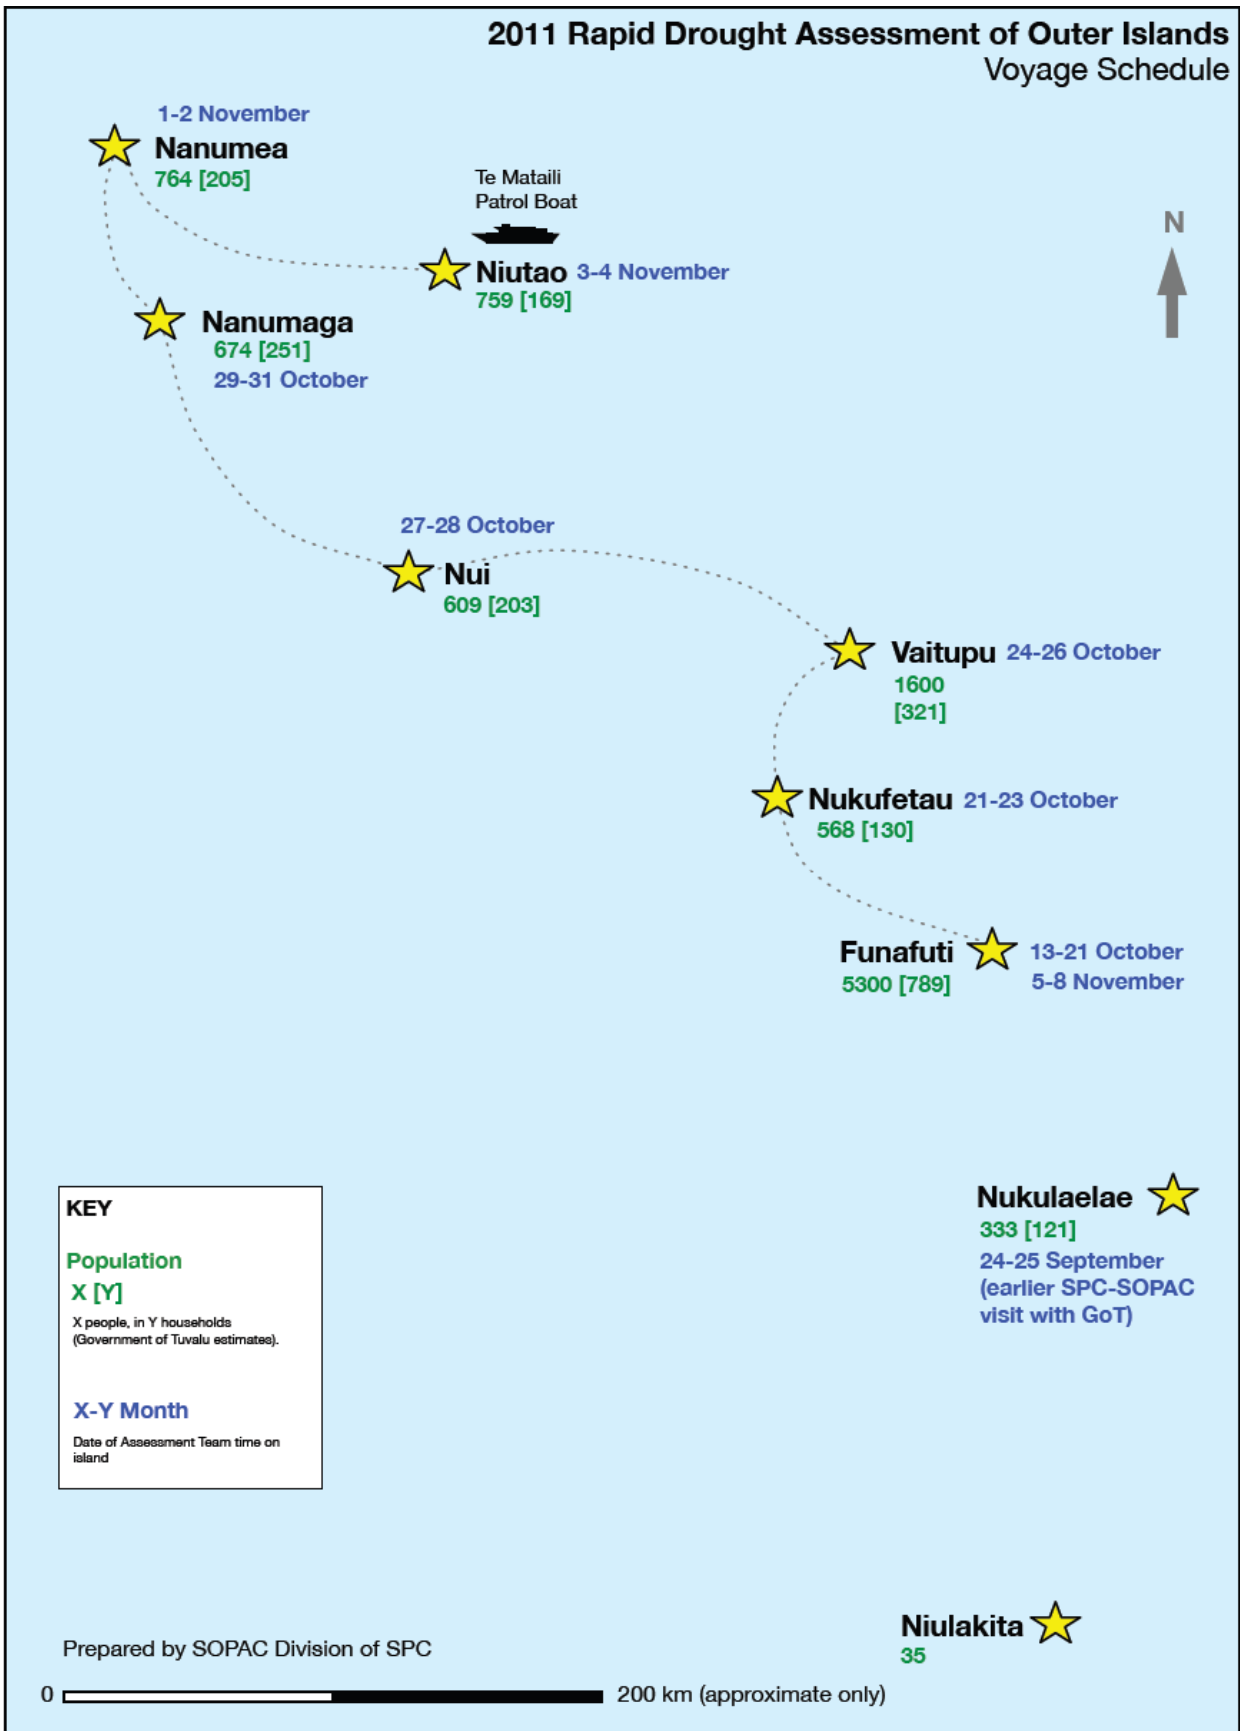 2011 Rapid Drought Assessment of Outer Islands
Voyage Schedule
1-2 November
Nanumea
764 [205]
Te Mataili
Patrol Boat
N
Niutao 3-4 November
759 [169]
Nanumaga
674 [251]
29-31 October
27-28 October
Nui
609 [203]
Vaitupu 24-26 October
1600
[321]
Nukufetau 21-23 October
568 [130]
Funafuti 13-21 October
5300 [789] 5-8 November
Nukulaelae
333 [121]
24-25 September
(earlier SPC-SOPAC
visit with GoT)
KEY
Population
X [Y]
X people, in Y households
(Government of Tuvalu estimates).
X-Y Month
Date of Assessment Team time on
island
Niulakita
35
Prepared by SOPAC Division of SPC
0 200 km (approximate only)